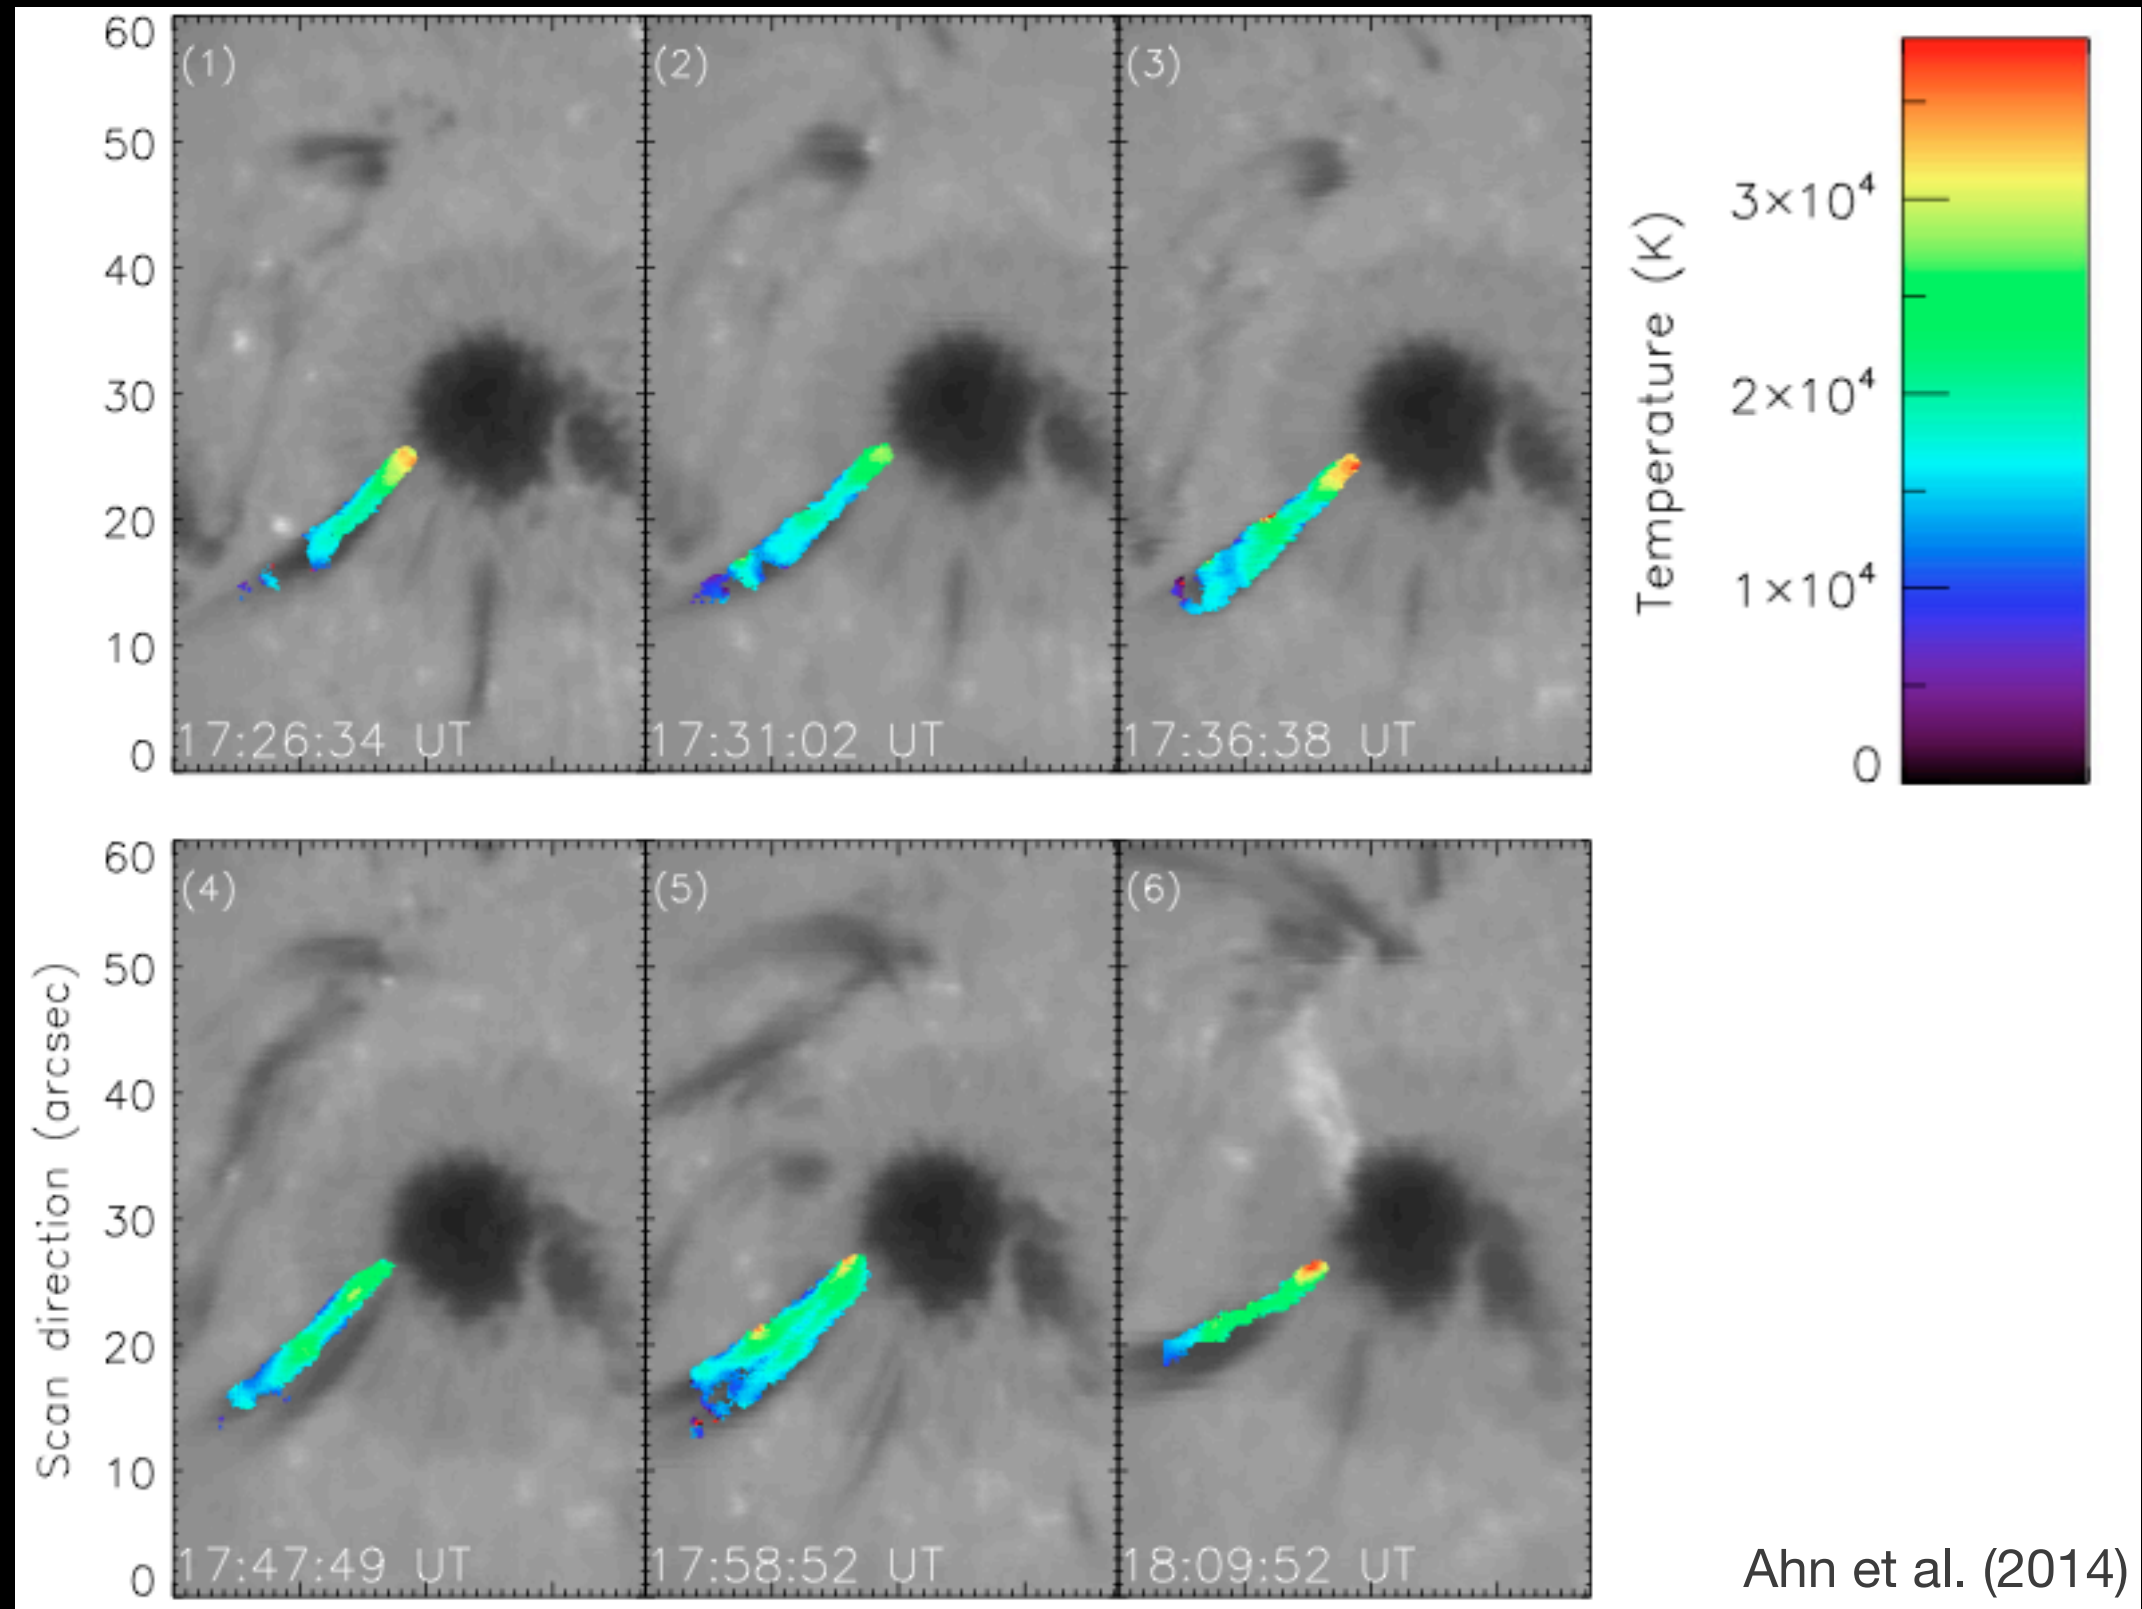 60
50
40
30
20
10
0
(1)
(2)
(3)
17:26:34 UT
17:31:02 UT
17:36:38 UT
Temperature (K)
3×10⁴
2×10⁴
1×10⁴
0
Scan direction (arcsec)
60
50
40
30
20
10
0
(4)
(5)
(6)
17:47:49 UT
17:58:52 UT
18:09:52 UT
Ahn et al. (2014)